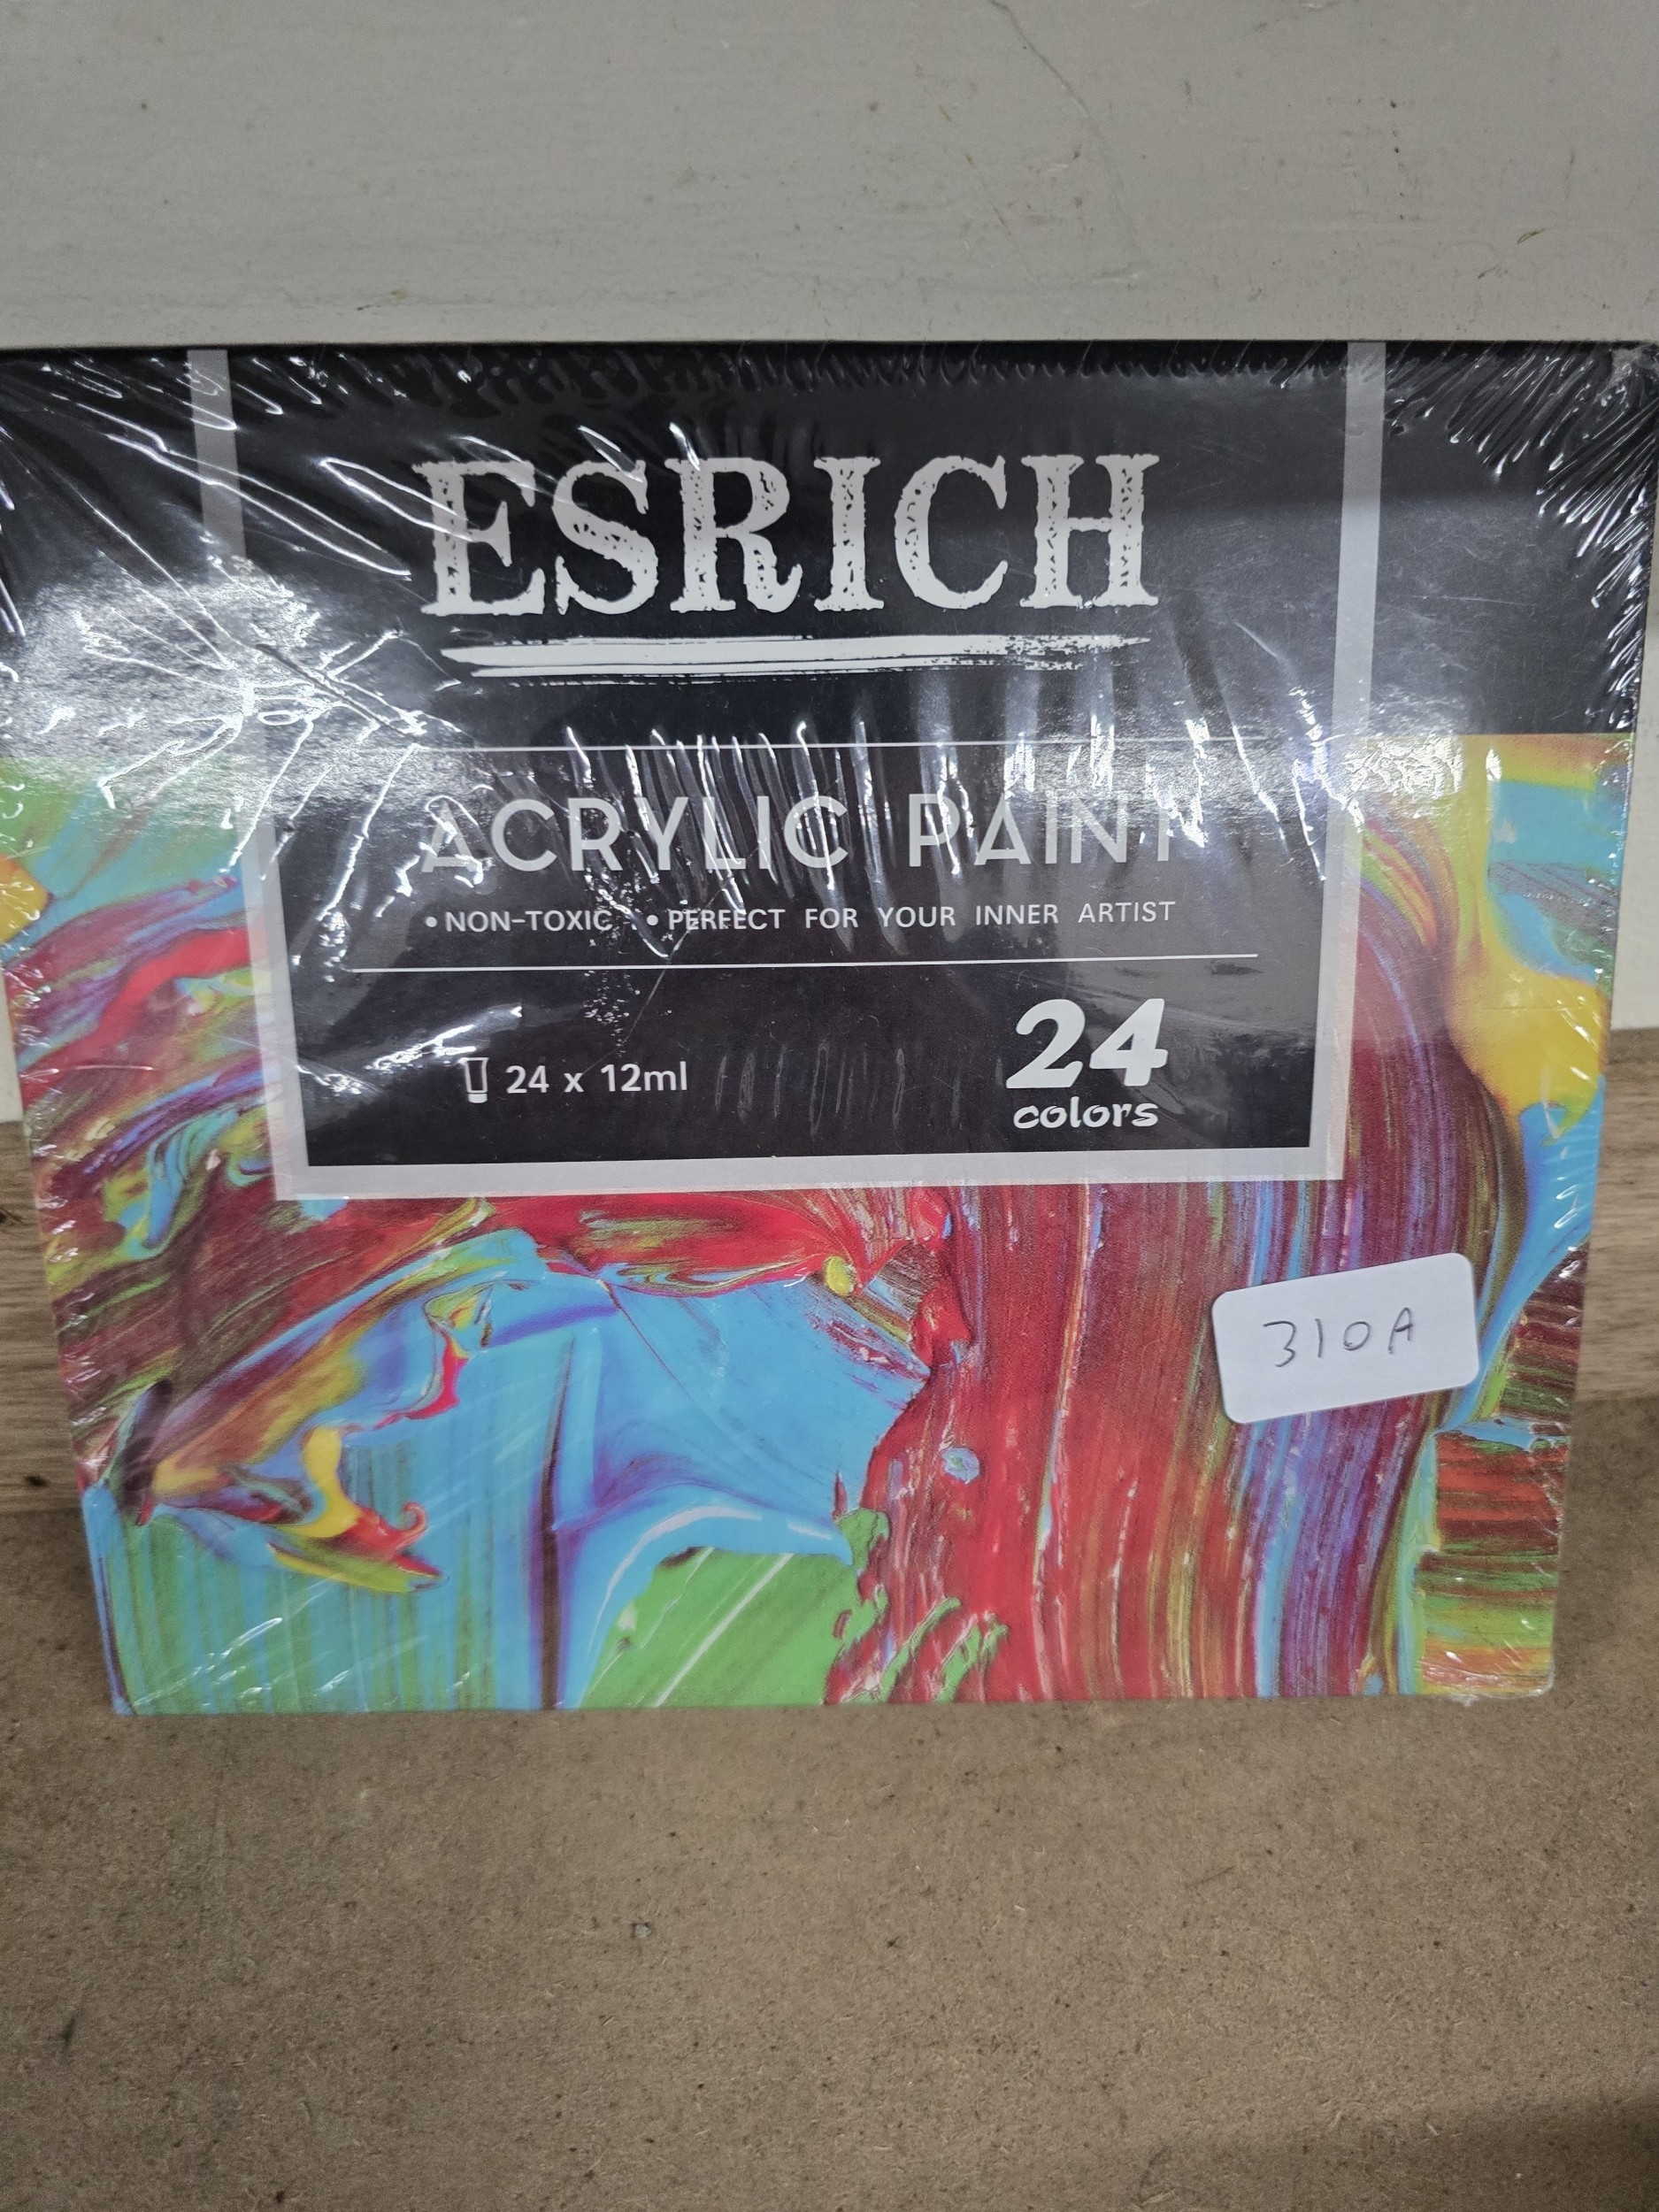 ESRICH
ACRYLIC PAINT
• NON-TOXIC • PERFECT FOR YOUR INNER ARTIST
24 x 12ml
24
colors
310A